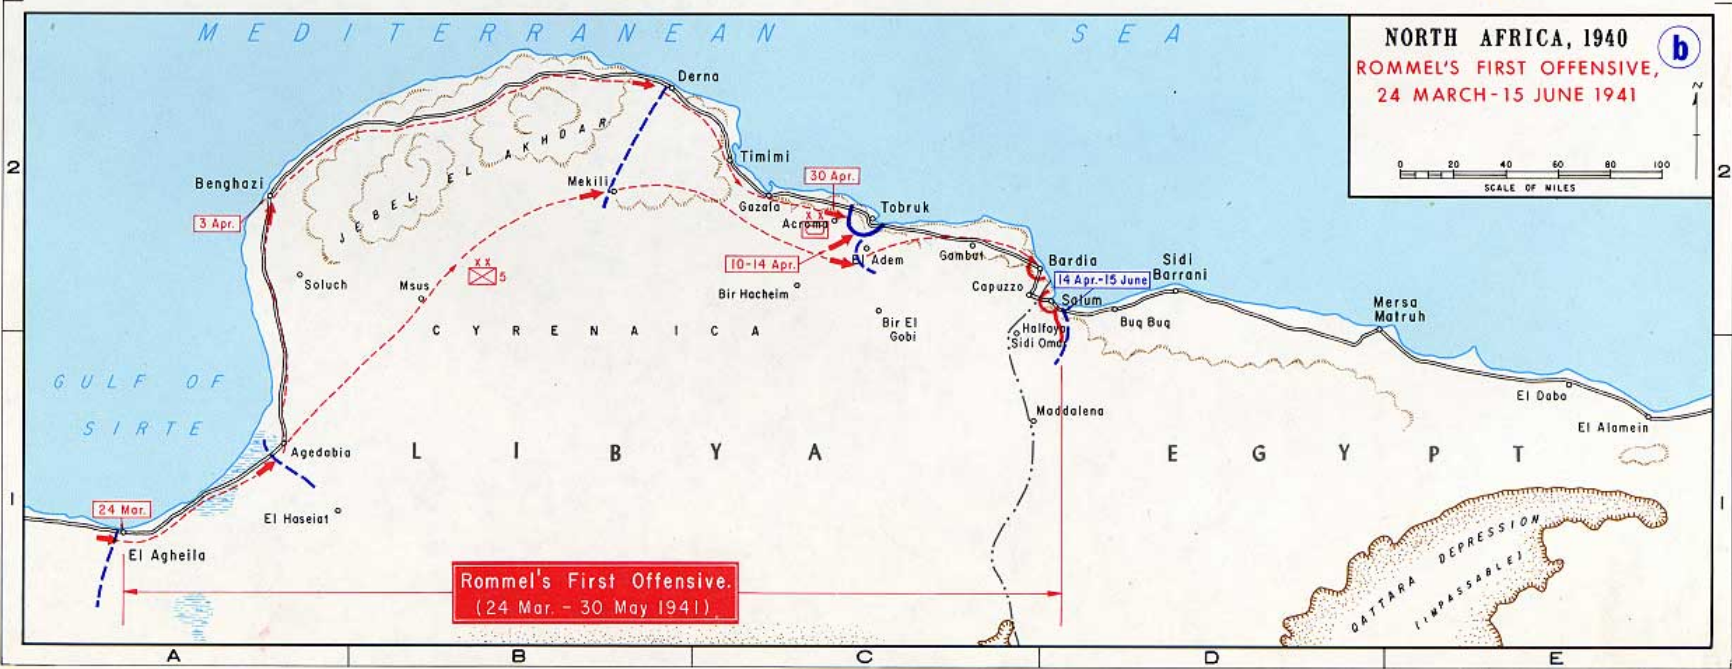 MEDITERRANEAN SEA
NORTH AFRICA, 1940
b
ROMMEL'S FIRST OFFENSIVE,
24 MARCH-15 JUNE 1941
N
0 20 40 60 80 100
SCALE OF MILES
2
2
Derna
JEBEL EL AKHDAR
Timimi
Benghazi
Mekili
30 Apr.
3 Apr.
Gazala
Tobruk
Acroma
XX
10-14 Apr.
El Adem
Gambut
Bardia
Sidi
Barrani
XX
5
Soluch
Msus
Bir Hacheim
Capuzzo
14 Apr.-15 June
Salum
Mersa
Matruh
Buq Buq
Bir El
Gobi
Halfaya
Sidi Omar
CYRENAICA
GULF OF
SIRTE
El Daba
Maddalena
El Alamein
Agedabia
LIBYA
EGYPT
1
1
24 Mar.
El Haseiat
El Agheila
QATTARA DEPRESSION
(IMPASSABLE)
Rommel's First Offensive.
(24 Mar. - 30 May 1941)
A B C D E